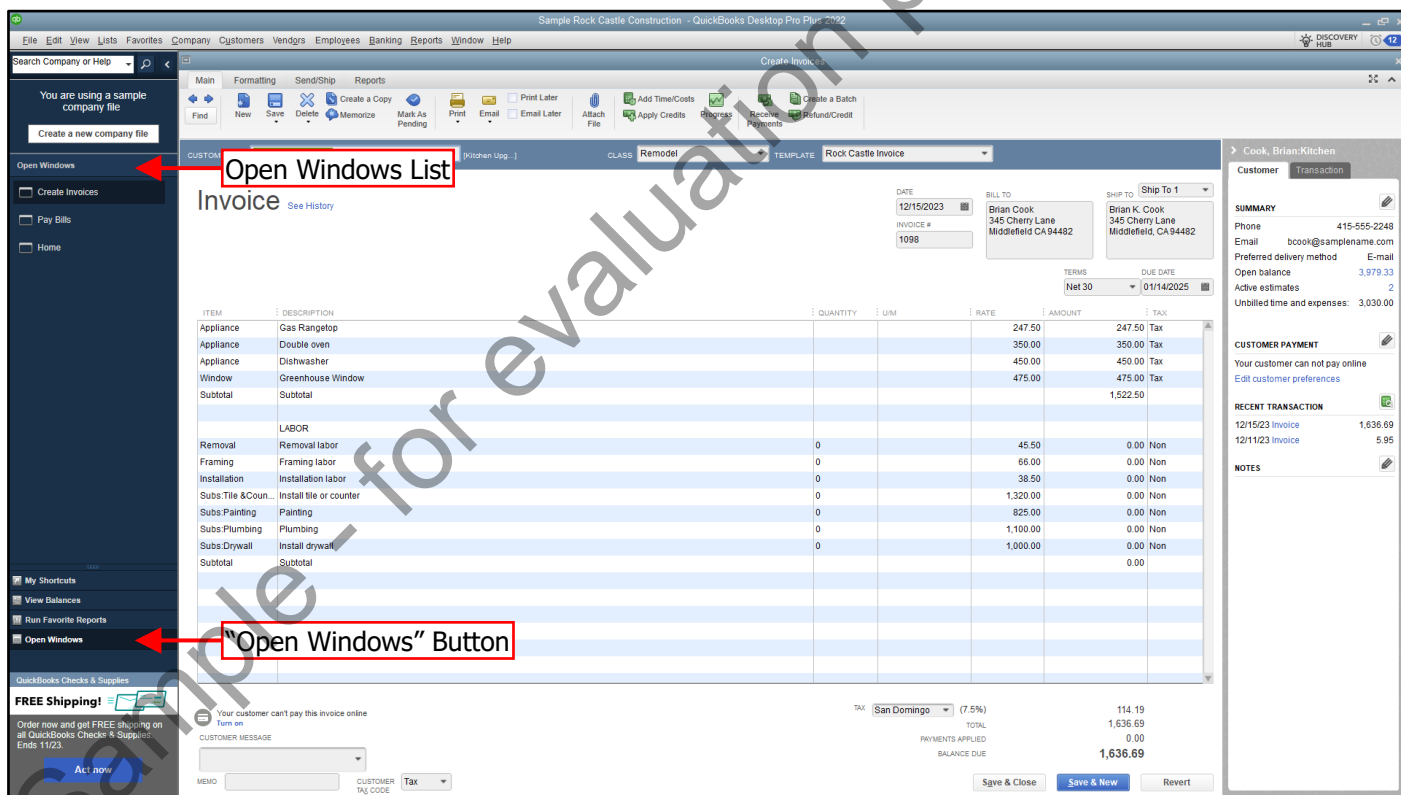 Sample Rock Castle Construction - QuickBooks Desktop Pro Plus 2022
File Edit View Lists Favorites Company Customers Vendors Employees Banking Reports Window Help
DISCOVERY HUB 12
Search Company or Help
Create Invoices
You are using a sample company file
Create a new company file
Open Windows
Create Invoices
Pay Bills
Home
My Shortcuts
View Balances
Run Favorite Reports
Open Windows
QuickBooks Checks & Supplies
FREE Shipping!
Order now and get FREE shipping on
all QuickBooks Checks & Supplies.
Ends 11/23.
Act now
Main Formatting Send/Ship Reports
Find New Save Delete Create a Copy Memorize Mark As Pending Print Email Print Later Email Later Attach File Add Time/Costs Apply Credits Progress Receive Payments Create a Batch Refund/Credit
CUSTOM [Kitchen Upg...] CLASS Remodel TEMPLATE Rock Castle Invoice
Open Windows List
Invoice See History
DATE
12/15/2023
INVOICE #
1098
BILL TO
Brian Cook
345 Cherry Lane
Middlefield CA 94482
SHIP TO Ship To 1
Brian K. Cook
345 Cherry Lane
Middlefield, CA 94482
TERMS DUE DATE
Net 30 01/14/2025
ITEM DESCRIPTION QUANTITY U/M RATE AMOUNT TAX
Appliance Gas Rangetop 247.50 247.50 Tax
Appliance Double oven 350.00 350.00 Tax
Appliance Dishwasher 450.00 450.00 Tax
Window Greenhouse Window 475.00 475.00 Tax
Subtotal Subtotal 1,522.50
LABOR
Removal Removal labor 0 45.50 0.00 Non
Framing Framing labor 0 66.00 0.00 Non
Installation Installation labor 0 38.50 0.00 Non
Subs:Tile &Coun... Install tile or counter 0 1,320.00 0.00 Non
Subs:Painting Painting 0 825.00 0.00 Non
Subs:Plumbing Plumbing 0 1,100.00 0.00 Non
Subs:Drywall Install drywall 0 1,000.00 0.00 Non
Subtotal Subtotal 0.00
“Open Windows” Button
Your customer can't pay this invoice online
Turn on
CUSTOMER MESSAGE
MEMO CUSTOMER TAX CODE Tax
TAX San Domingo (7.5%) 114.19
TOTAL 1,636.69
PAYMENTS APPLIED 0.00
BALANCE DUE 1,636.69
Save & Close Save & New Revert
Cook, Brian:Kitchen
Customer Transaction
SUMMARY
Phone 415-555-2248
Email bcook@samplename.com
Preferred delivery method E-mail
Open balance 3,979.33
Active estimates 2
Unbilled time and expenses: 3,030.00
CUSTOMER PAYMENT
Your customer can not pay online
Edit customer preferences
RECENT TRANSACTION
12/15/23 Invoice 1,636.69
12/11/23 Invoice 5.95
NOTES
Sample - for evaluation p